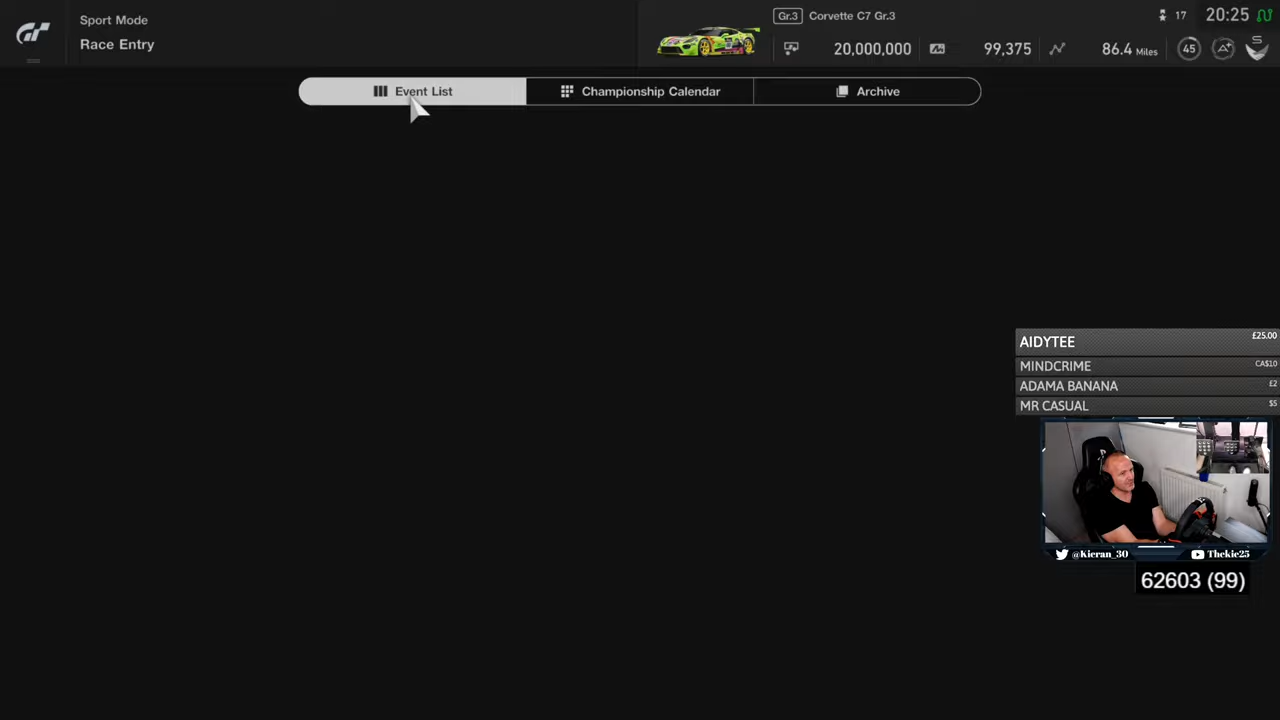 Sport Mode
Race Entry
Gr.3 Corvette C7 Gr.3
17 20:25
20,000,000 99,375 86.4 Miles 45 A+ S
Event List Championship Calendar Archive
AIDYTEE £25.00
MINDCRIME CA$10
ADAMA BANANA £2
MR CASUAL $5
@Kieran_30 Thekie25
62603 (99)